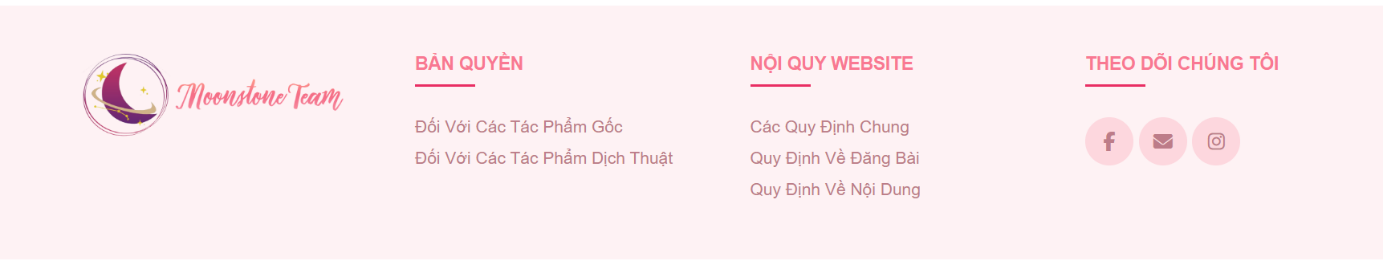 Moonstone Team
BẢN QUYỀN
Đối Với Các Tác Phẩm Gốc
Đối Với Các Tác Phẩm Dịch Thuật
NỘI QUY WEBSITE
Các Quy Định Chung
Quy Định Về Đăng Bài
Quy Định Về Nội Dung
THEO DÕI CHÚNG TÔI